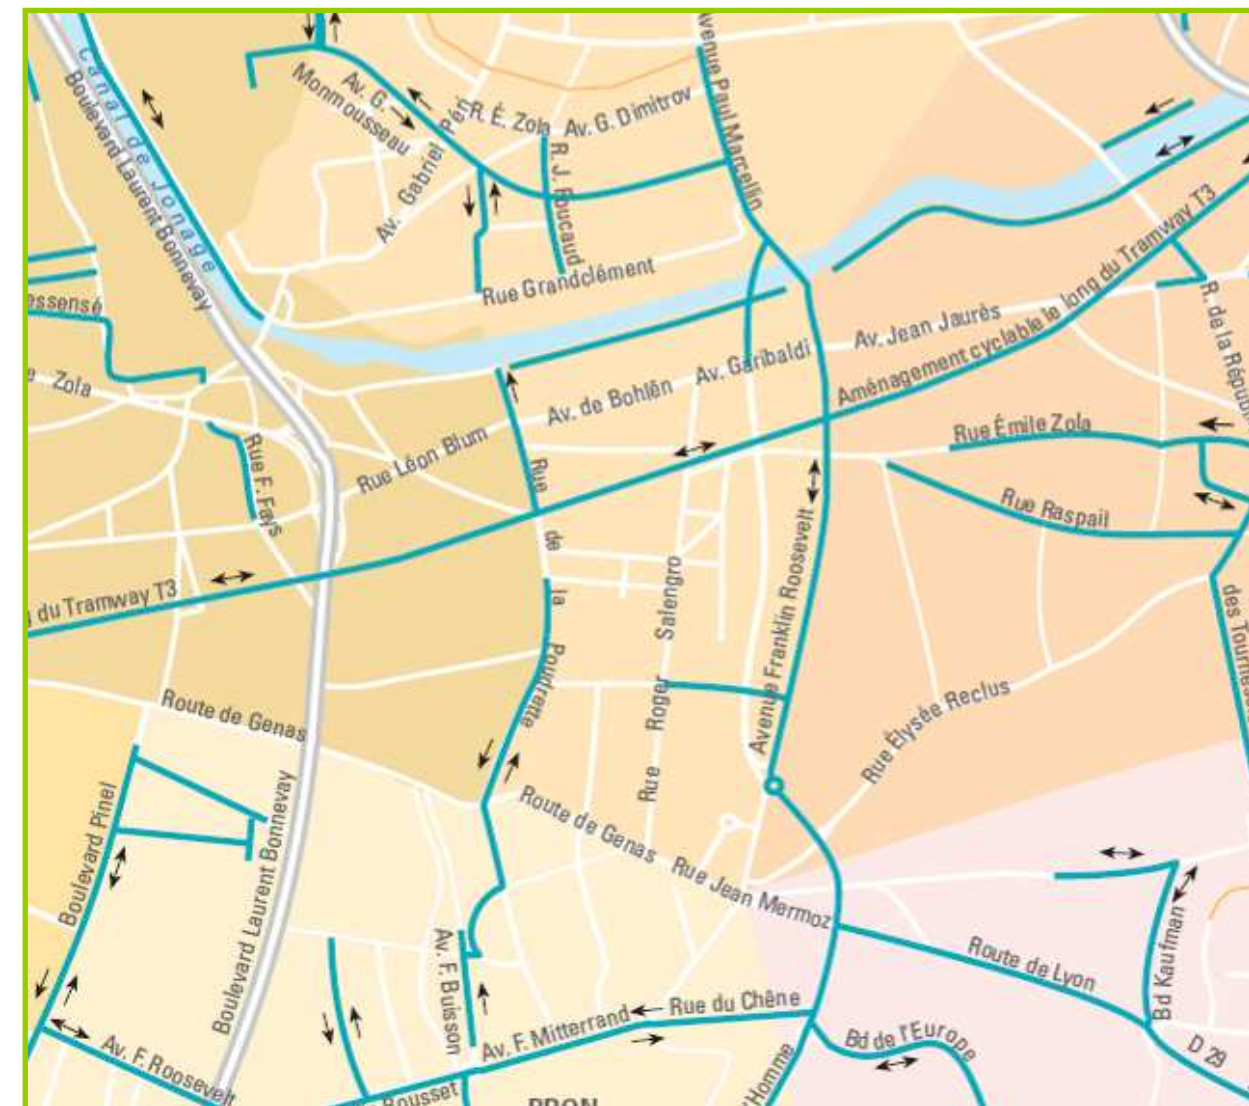 Canal de Jonage
Boulevard Laurent Bonnevay
Av. G.
Monmousseau
Av. Gabriel Péri
R. É. Zola
Av. G. Dimitrov
Avenue Paul Marcellin
R. J. Foucaud
Rue Grandclément
essensé
e Zola
Rue F. Fays
Rue Léon Blum
Av. de Bohlên
Av. Garibaldi
Av. Jean Jaurès
Aménagement cyclable le long du Tramway T3
R. de la Républ
Rue Émile Zola
Rue Raspail
Rue de la Poudrette
du Tramway T3
Rue Roger Salengro
Avenue Franklin Roosevelt
des Tournel
Rue Élysée Reclus
Route de Genas
Boulevard Pinel
Boulevard Laurent Bonnevay
Route de Genas
Rue Jean Mermoz
Route de Lyon
Bd Kaufman
Av. F. Buisson
Av. F. Mitterrand
Rue du Chêne
Bd de l'Europe
D 29
Av. F. Roosevelt
Rousset
BRON
l'Homme